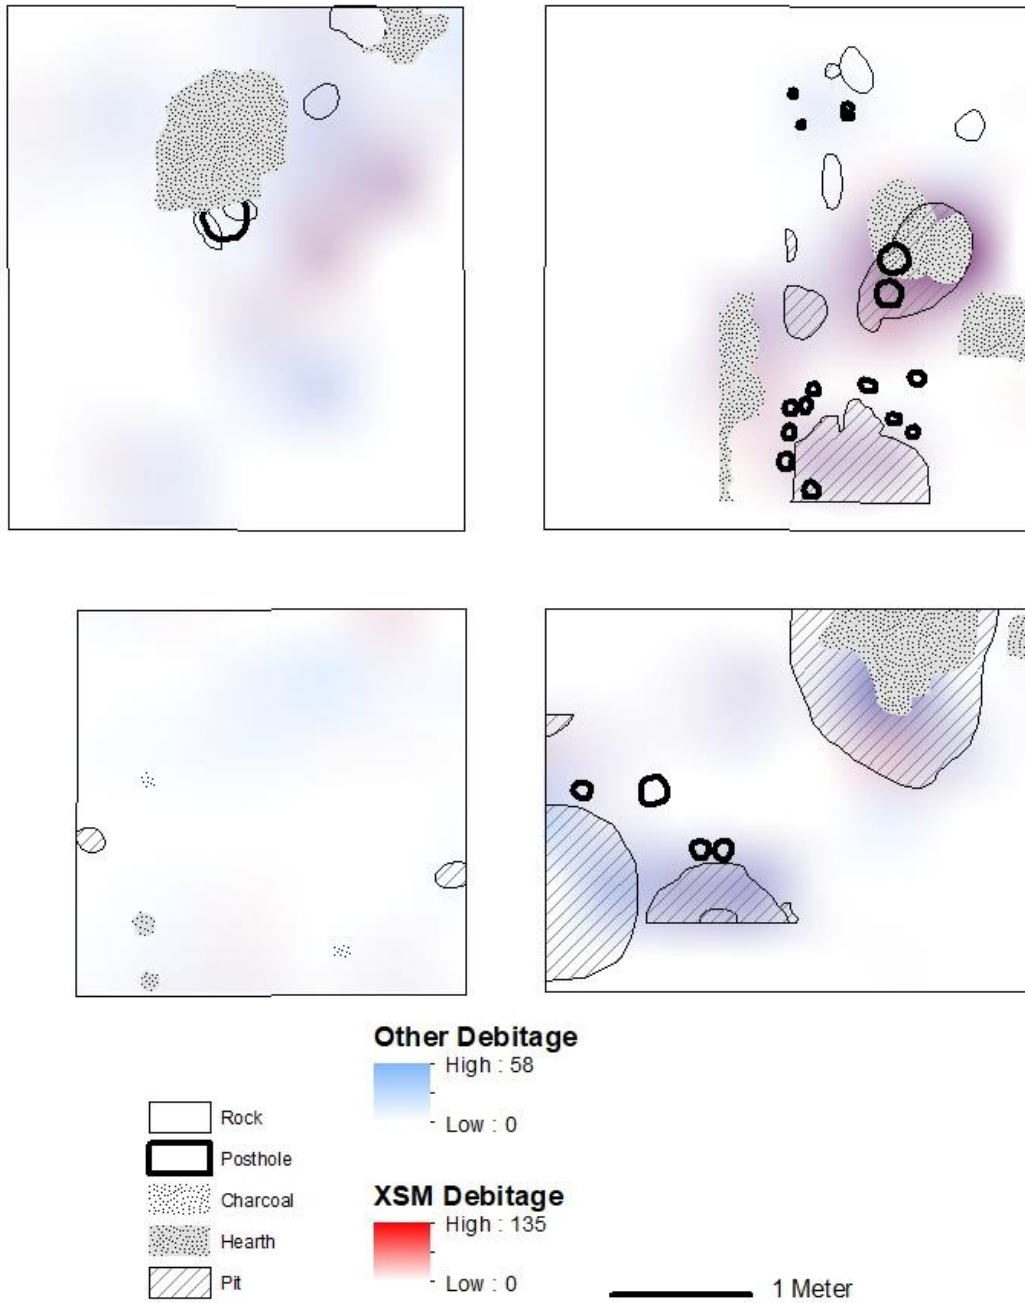 Other Debitage
High : 58
Low : 0
Rock
Posthole
Charcoal
Hearth
Pit
XSM Debitage
High : 135
Low : 0
1 Meter